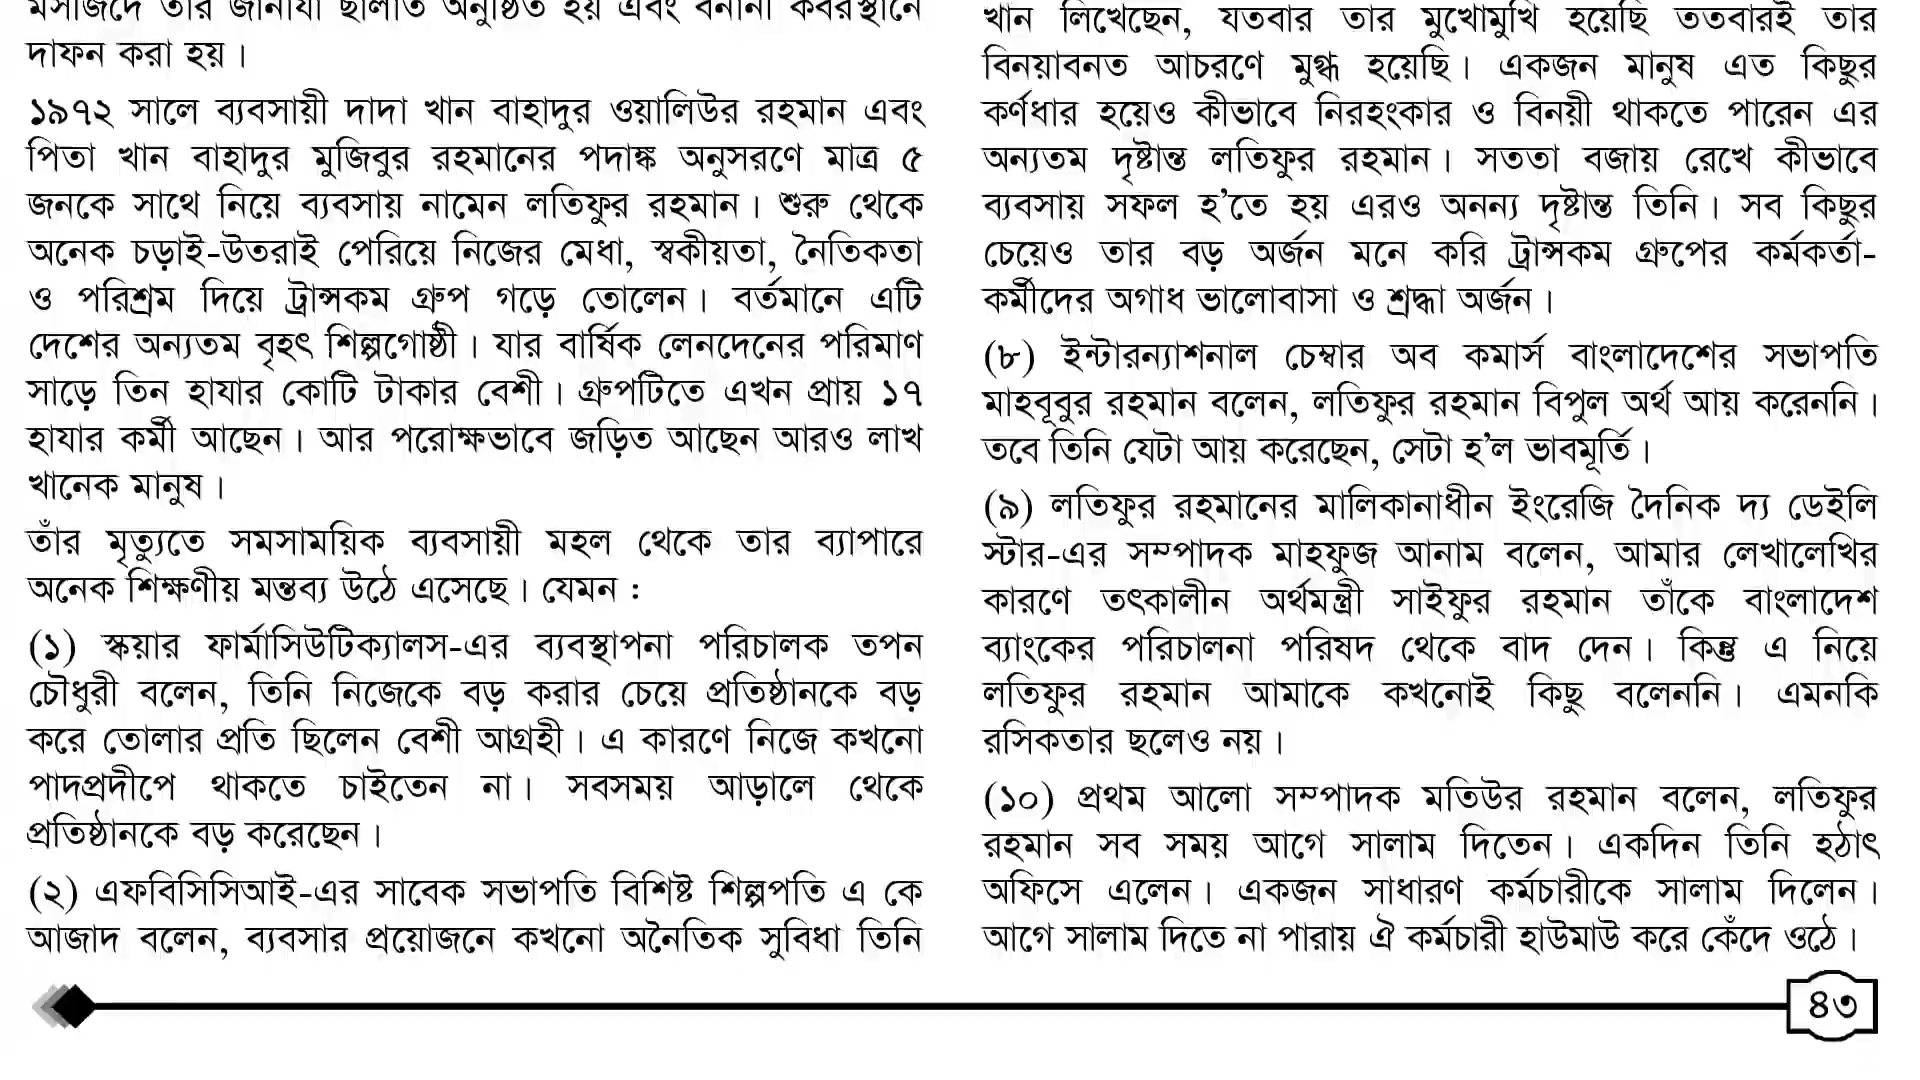 মসজিদে তার জানাযা ছালাত অনুষ্ঠিত হয় এবং বনানী কবরস্থানে
দাফন করা হয়।
১৯৭২ সালে ব্যবসায়ী দাদা খান বাহাদুর ওয়ালিউর রহমান এবং
পিতা খান বাহাদুর মুজিবুর রহমানের পদাঙ্ক অনুসরণে মাত্র ৫
জনকে সাথে নিয়ে ব্যবসায় নামেন লতিফুর রহমান। শুরু থেকে
অনেক চড়াই-উতরাই পেরিয়ে নিজের মেধা, স্বকীয়তা, নৈতিকতা
ও পরিশ্রম দিয়ে ট্রান্সকম গ্রুপ গড়ে তোলেন। বর্তমানে এটি
দেশের অন্যতম বৃহৎ শিল্পগোষ্ঠী। যার বার্ষিক লেনদেনের পরিমাণ
সাড়ে তিন হাযার কোটি টাকার বেশী। গ্রুপটিতে এখন প্রায় ১৭
হাযার কর্মী আছেন। আর পরোক্ষভাবে জড়িত আছেন আরও লাখ
খানেক মানুষ।
তাঁর মৃত্যুতে সমসাময়িক ব্যবসায়ী মহল থেকে তার ব্যাপারে
অনেক শিক্ষণীয় মন্তব্য উঠে এসেছে। যেমন :
(১) স্কয়ার ফার্মাসিউটিক্যালস-এর ব্যবস্থাপনা পরিচালক তপন
চৌধুরী বলেন, তিনি নিজেকে বড় করার চেয়ে প্রতিষ্ঠানকে বড়
করে তোলার প্রতি ছিলেন বেশী আগ্রহী। এ কারণে নিজে কখনো
পাদপ্রদীপে থাকতে চাইতেন না। সবসময় আড়ালে থেকে
প্রতিষ্ঠানকে বড় করেছেন।
(২) এফবিসিসিআই-এর সাবেক সভাপতি বিশিষ্ট শিল্পপতি এ কে
আজাদ বলেন, ব্যবসার প্রয়োজনে কখনো অনৈতিক সুবিধা তিনি
খান লিখেছেন, যতবার তার মুখোমুখি হয়েছি ততবারই তার
বিনয়াবনত আচরণে মুগ্ধ হয়েছি। একজন মানুষ এত কিছুর
কর্ণধার হয়েও কীভাবে নিরহংকার ও বিনয়ী থাকতে পারেন এর
অন্যতম দৃষ্টান্ত লতিফুর রহমান। সততা বজায় রেখে কীভাবে
ব্যবসায় সফল হ'তে হয় এরও অনন্য দৃষ্টান্ত তিনি। সব কিছুর
চেয়েও তার বড় অর্জন মনে করি ট্রান্সকম গ্রুপের কর্মকর্তা-
কর্মীদের অগাধ ভালোবাসা ও শ্রদ্ধা অর্জন।
(৮) ইন্টারন্যাশনাল চেম্বার অব কমার্স বাংলাদেশের সভাপতি
মাহবূবুর রহমান বলেন, লতিফুর রহমান বিপুল অর্থ আয় করেননি।
তবে তিনি যেটা আয় করেছেন, সেটা হ'ল ভাবমূর্তি।
(৯) লতিফুর রহমানের মালিকানাধীন ইংরেজি দৈনিক দ্য ডেইলি
স্টার-এর সম্পাদক মাহফুজ আনাম বলেন, আমার লেখালেখির
কারণে তৎকালীন অর্থমন্ত্রী সাইফুর রহমান তাঁকে বাংলাদেশ
ব্যাংকের পরিচালনা পরিষদ থেকে বাদ দেন। কিন্তু এ নিয়ে
লতিফুর রহমান আমাকে কখনোই কিছু বলেননি। এমনকি
রসিকতার ছলেও নয়।
(১০) প্রথম আলো সম্পাদক মতিউর রহমান বলেন, লতিফুর
রহমান সব সময় আগে সালাম দিতেন। একদিন তিনি হঠাৎ
অফিসে এলেন। একজন সাধারণ কর্মচারীকে সালাম দিলেন।
আগে সালাম দিতে না পারায় ঐ কর্মচারী হাউমাউ করে কেঁদে ওঠে।
৪৩